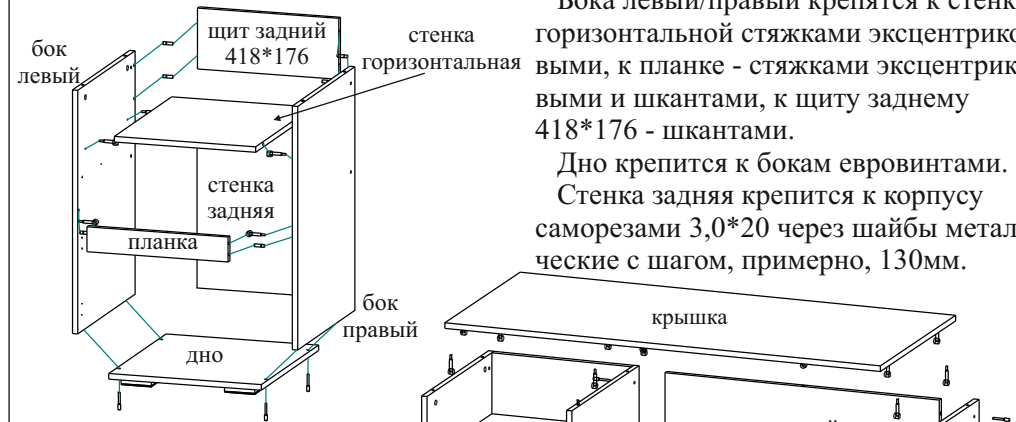 Бока левый/правый крепятся к стенк
горизонтальной стяжками эксцентрико
выми, к планке - стяжками эксцентрик
выми и шкантами, к щиту заднему
418*176 - шкантами.
Дно крепится к бокам евровинтами.
Стенка задняя крепится к корпусу
саморезами 3,0*20 через шайбы метал
ческие с шагом, примерно, 130мм.
щит задний
418*176
бок
левый
стенка
горизонтальная
стенка
задняя
планка
бок
правый
дно
крышка